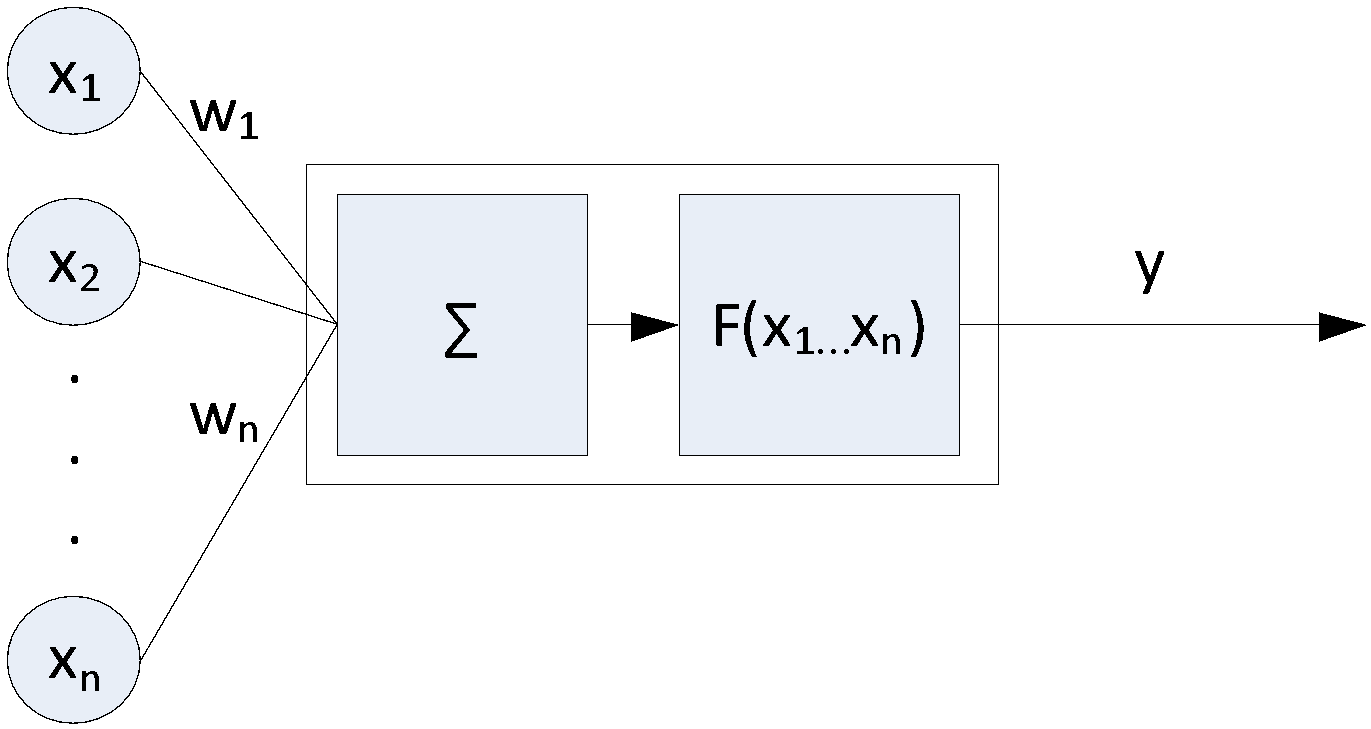 x₁
w₁
x₂
∑
F(x₁...xₙ)
y
.
wₙ
.
.
xₙ